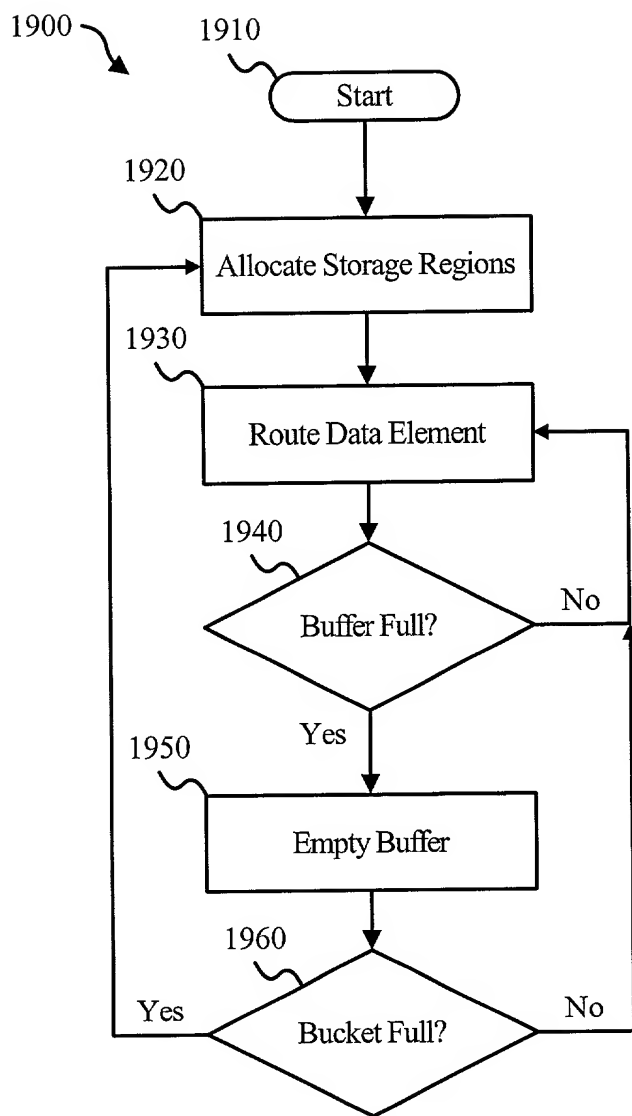 1900
1910
Start
1920
Allocate Storage Regions
1930
Route Data Element
1940
Buffer Full?
No
Yes
1950
Empty Buffer
1960
Yes
Bucket Full?
No